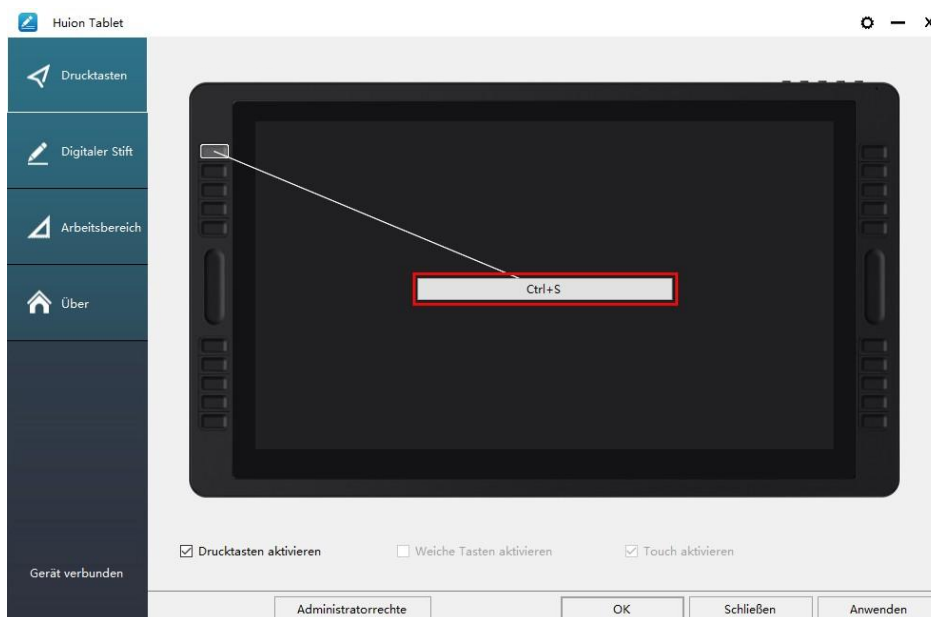 Huion Tablet
Drucktasten
Digitaler Stift
Arbeitsbereich
Über
Ctrl+S
Drucktasten aktivieren
Weiche Tasten aktivieren
Touch aktivieren
Gerät verbunden
Administratorrechte
OK
Schließen
Anwenden